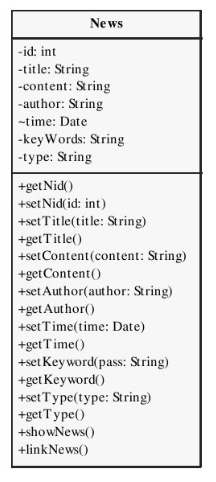 News
-id: int
-title: String
-content: String
-author: String
~time: Date
-keyWords: String
-type: String
+getNid()
+setNid(id: int)
+setTitle(title: String)
+getTitle()
+setContent(content: String)
+getContent()
+setAuthor(author: String)
+getAuthor()
+setTime(time: Date)
+getTime()
+setKeyword(pass: String)
+getKeyword()
+setType(type: String)
+getType()
+showNews()
+linkNews()